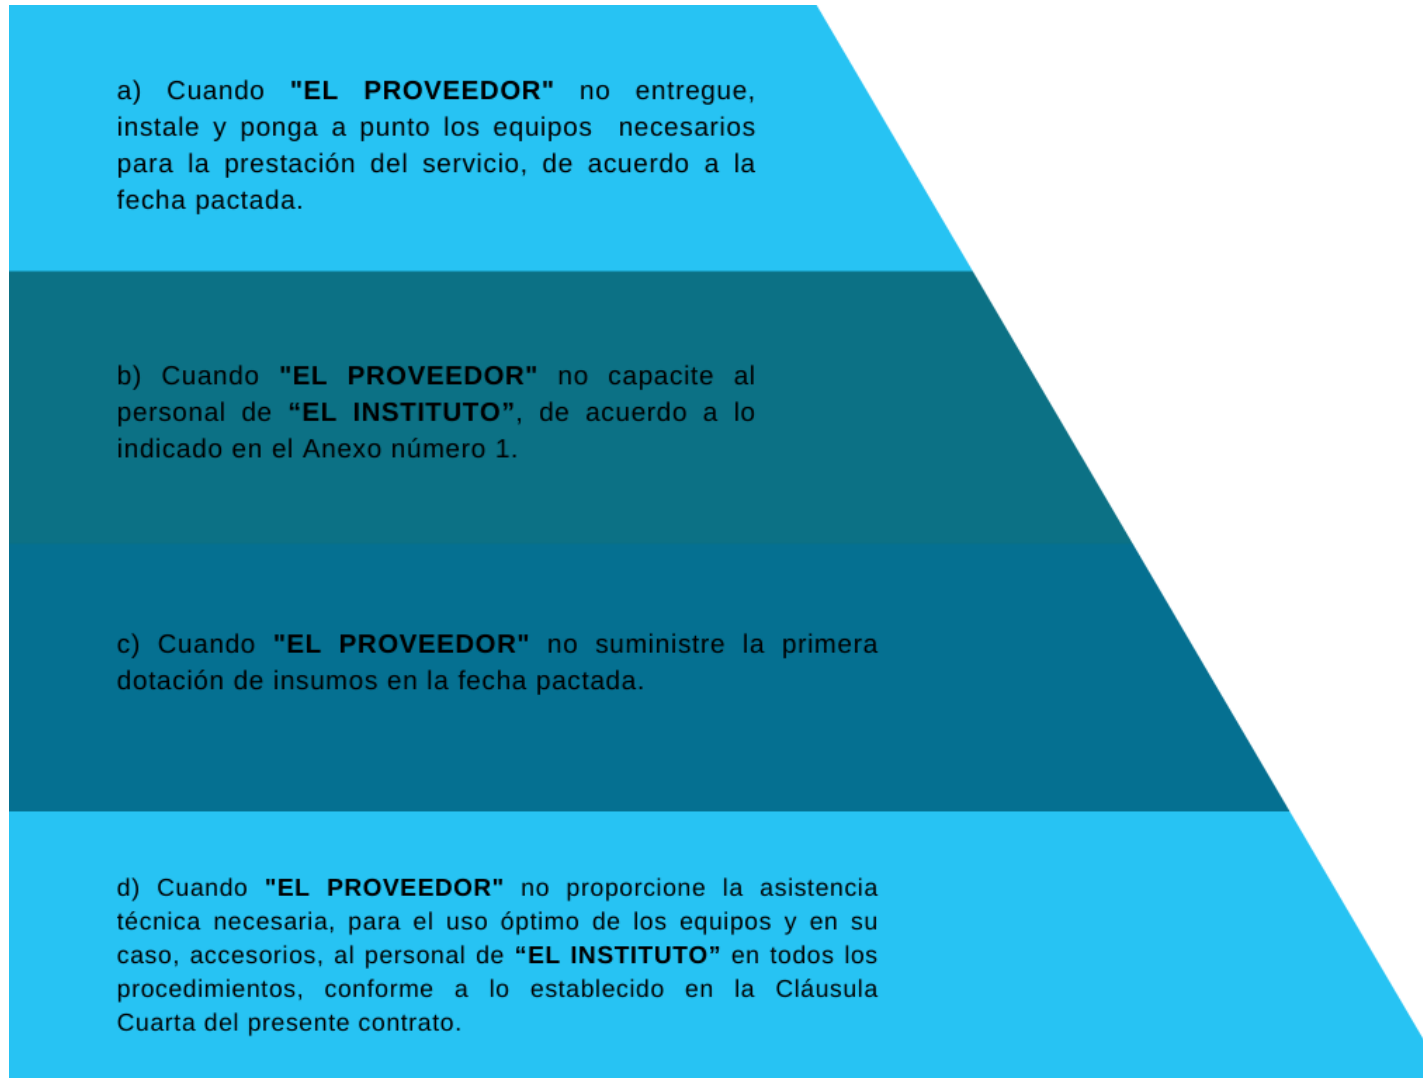 a) Cuando "EL PROVEEDOR" no entregue,
instale y ponga a punto los equipos necesarios
para la prestación del servicio, de acuerdo a la
fecha pactada.
b) Cuando "EL PROVEEDOR" no capacite al
personal de “EL INSTITUTO”, de acuerdo a lo
indicado en el Anexo número 1.
c) Cuando "EL PROVEEDOR" no suministre la primera
dotación de insumos en la fecha pactada.
d) Cuando "EL PROVEEDOR" no proporcione la asistencia
técnica necesaria, para el uso óptimo de los equipos y en su
caso, accesorios, al personal de “EL INSTITUTO” en todos los
procedimientos, conforme a lo establecido en la Cláusula
Cuarta del presente contrato.